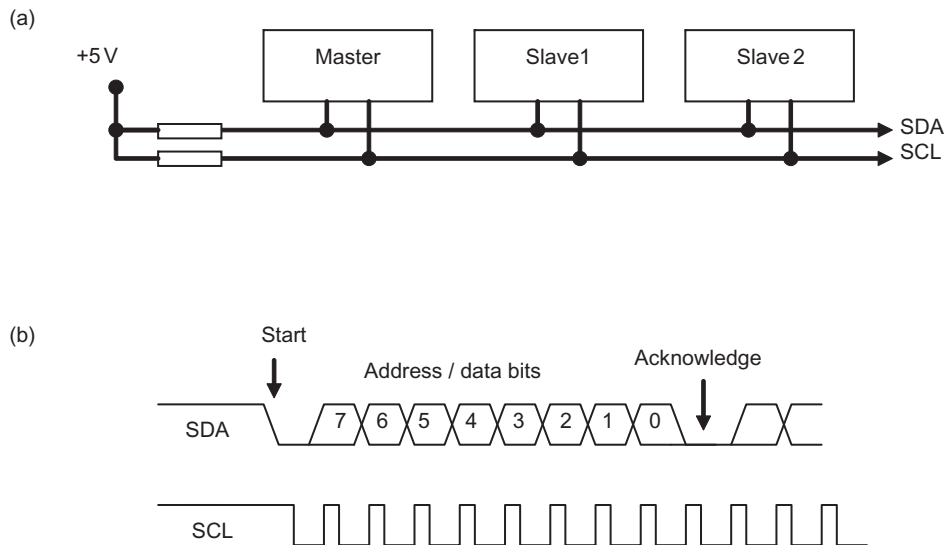 (a)
+5 V
Master
Slave1
Slave 2
SDA
SCL
(b)
Start
Address / data bits
Acknowledge
SDA
7 6 5 4 3 2 1 0
SCL